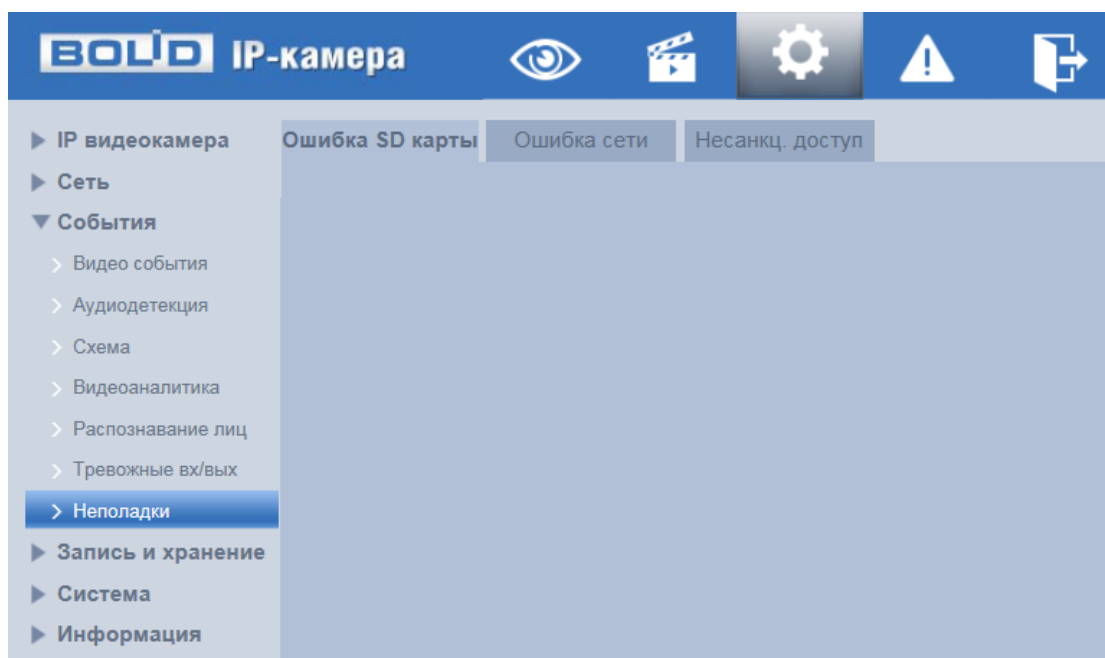 BOLID IP-камера
IP видеокамера
Сеть
События
Видео события
Аудиодетекция
Схема
Видеоаналитика
Распознавание лиц
Тревожные вх/вых
Неполадки
Запись и хранение
Система
Информация
Ошибка SD карты Ошибка сети Несанкц. доступ